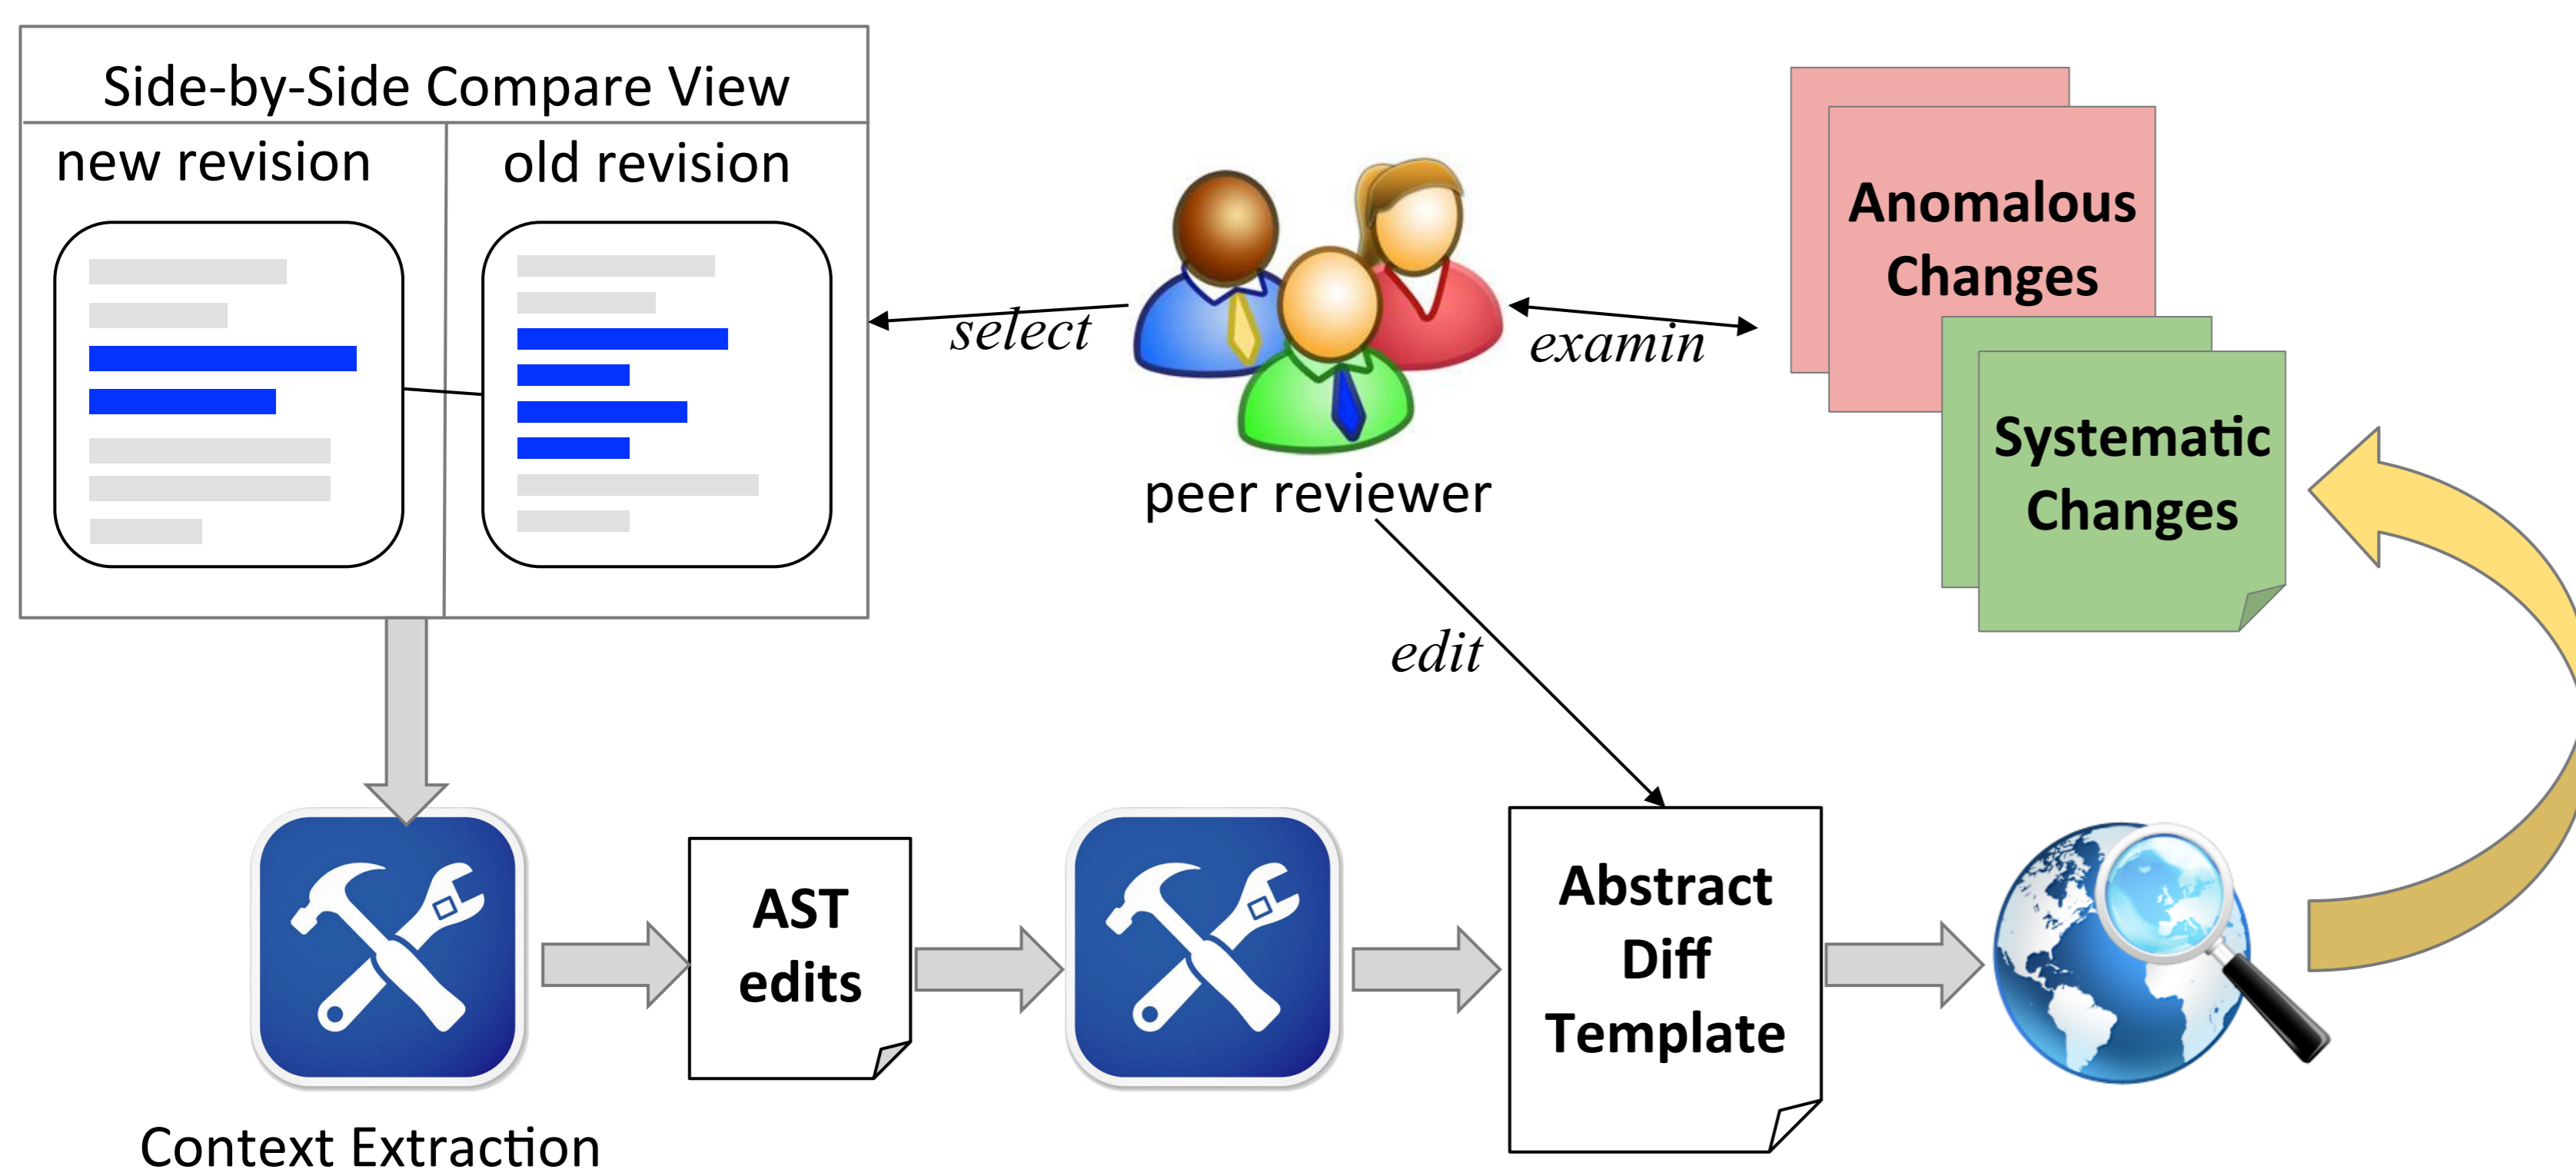 Side-by-Side Compare View
new revision
old revision
select
peer reviewer
examin
Anomalous
Changes
Systematic
Changes
edit
Context Extraction
AST
edits
Abstract
Diff
Template